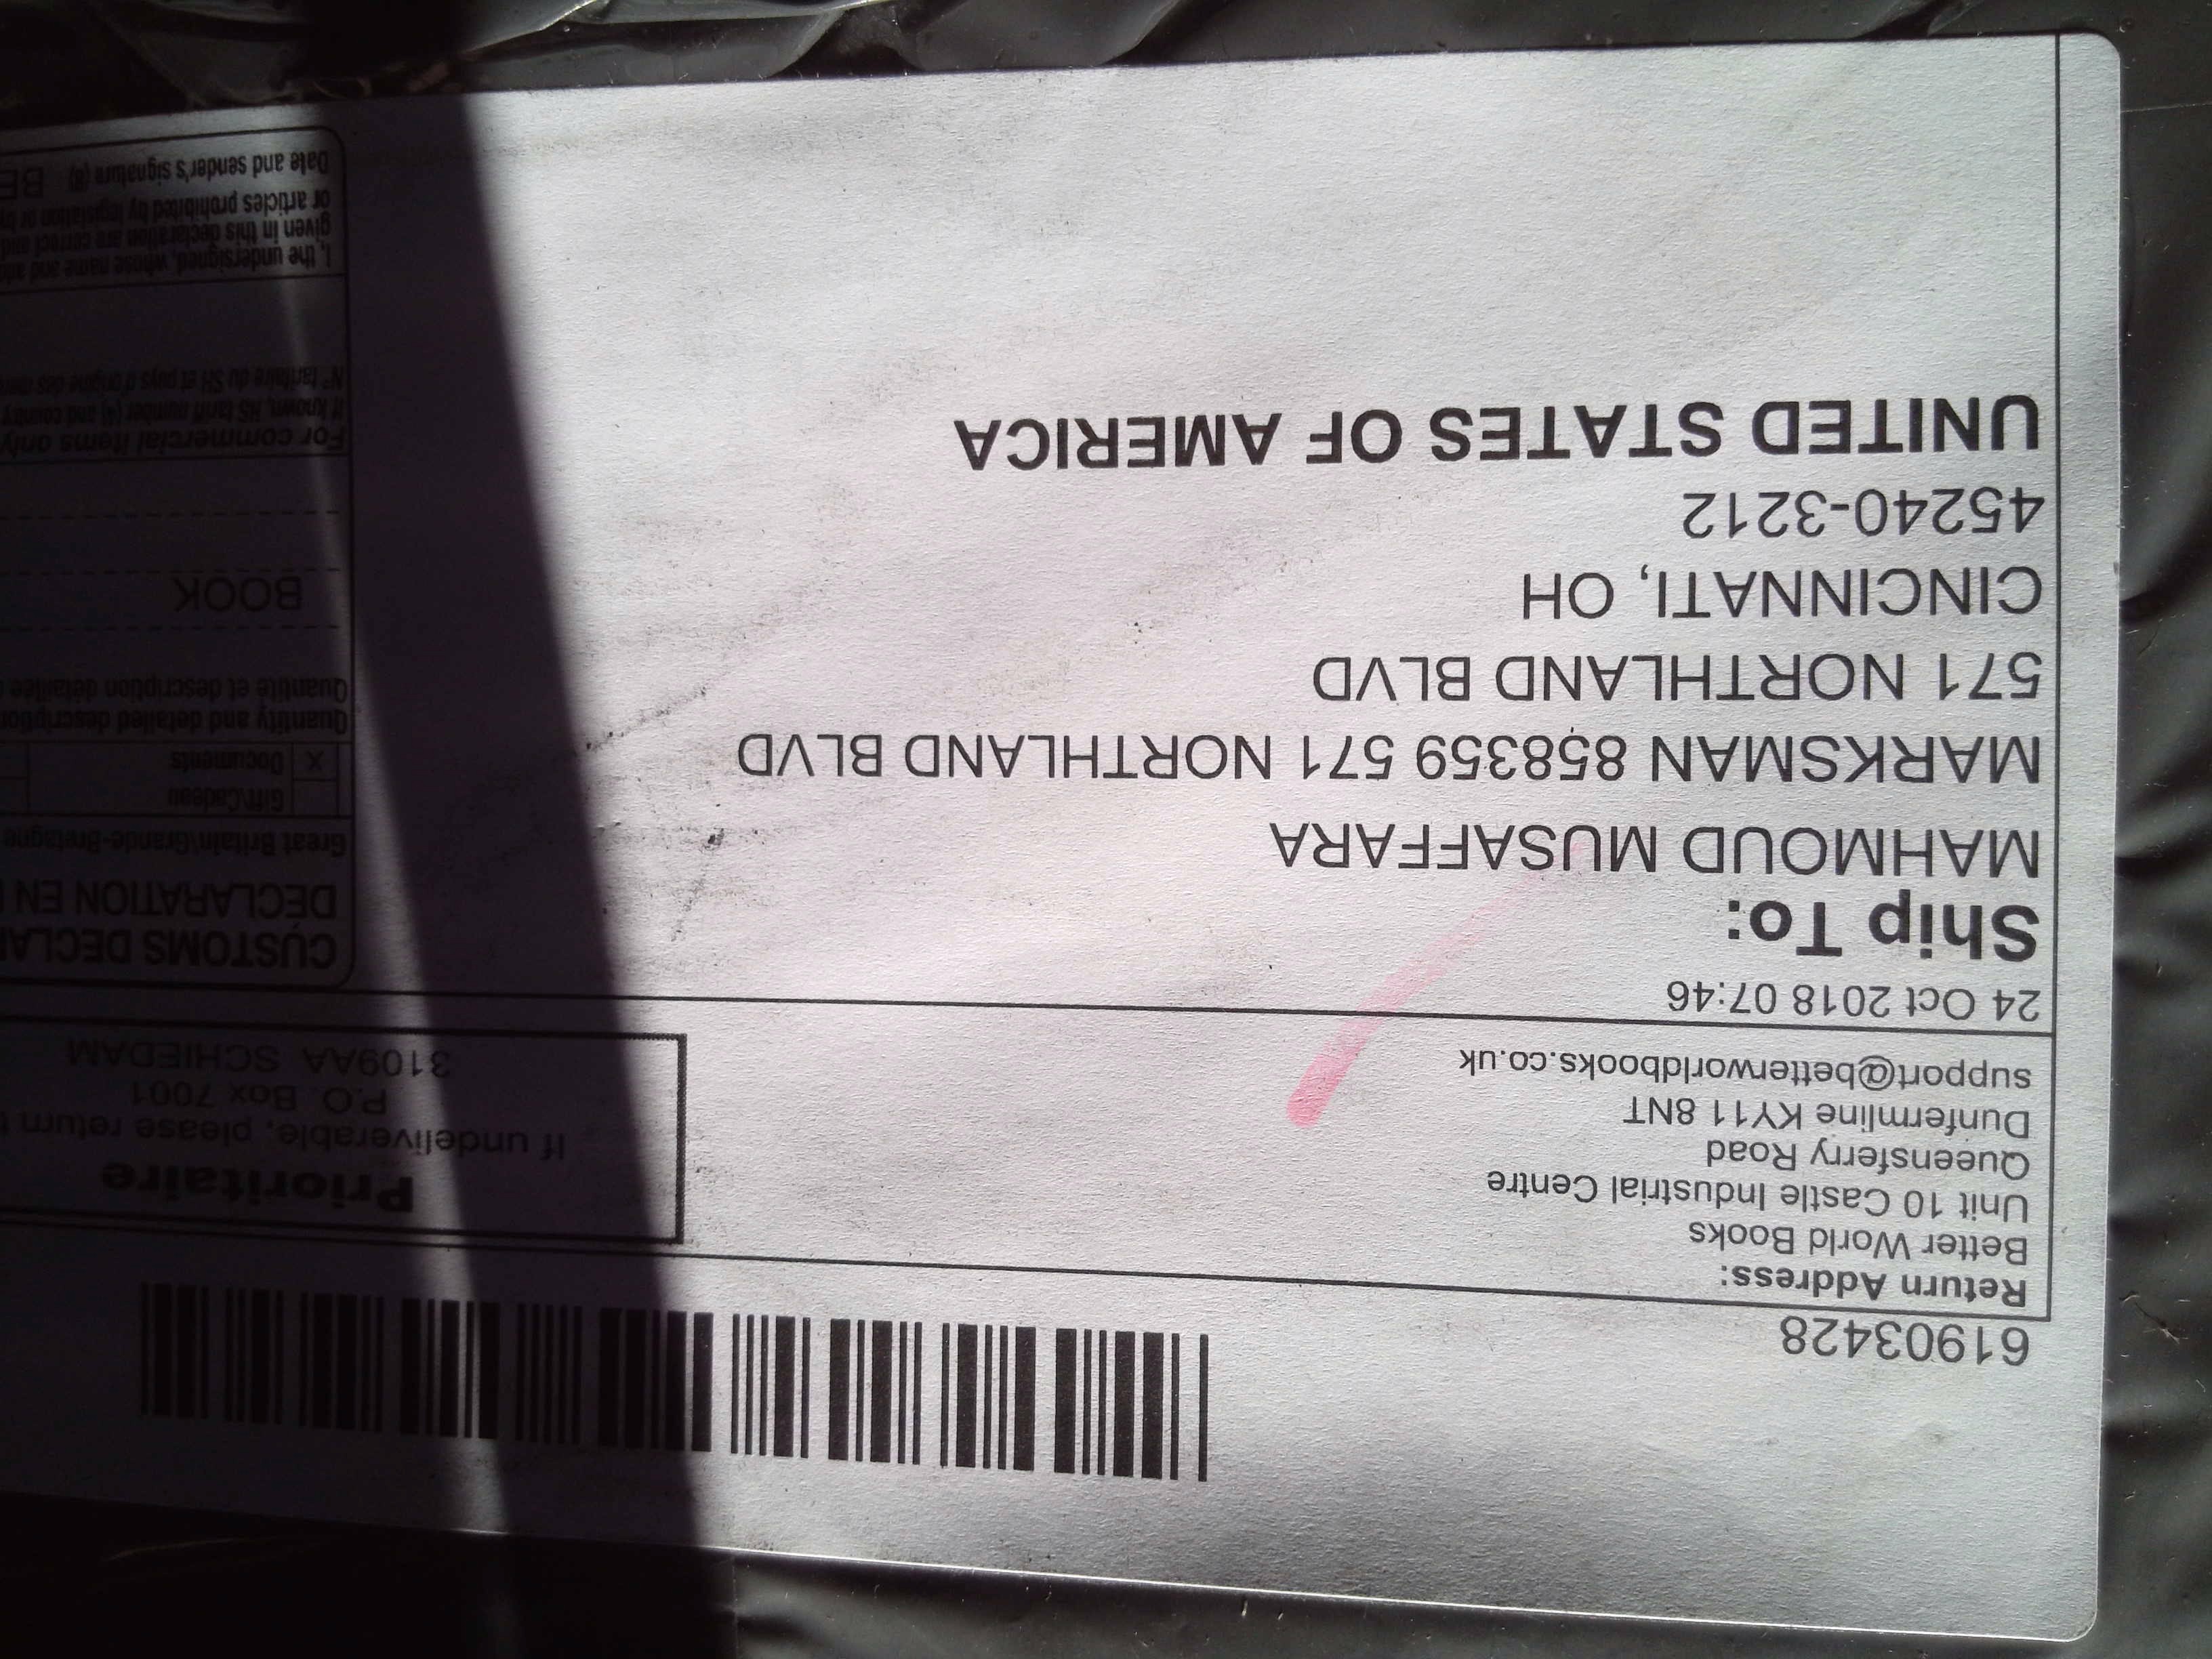 61903428
Return Address:
Better World Books
Unit 10 Castle Industrial Centre
Queensferry Road
Dunfermline KY11 8NT
support@betterworldbooks.co.uk
Prioritaire
If undeliverable, please return
P.O. Box 7001
3109AA SCHIEDAM
24 Oct 2018 07:46
Ship To:
MAHMOUD MUSAFFARA
MARKSMAN 858359 571 NORTHLAND BLVD
571 NORTHLAND BLVD
CINCINNATI, OH
45240-3212
UNITED STATES OF AMERICA
CUSTOMS DECLA
DÉCLARATION EN
Great Britain\Grande-Bretagne
Gift\Cadeau
X Documents
Quantity and detailed description
Quantité et description détaillée
BOOK
For commercial items only
If known, HS tariff number (4) and country
N° tarifaire du SH et pays d'origine des
I, the undersigned, whose name and
given in this declaration are correct and
or articles prohibited by legislation or
Date and sender's signature (8) BE